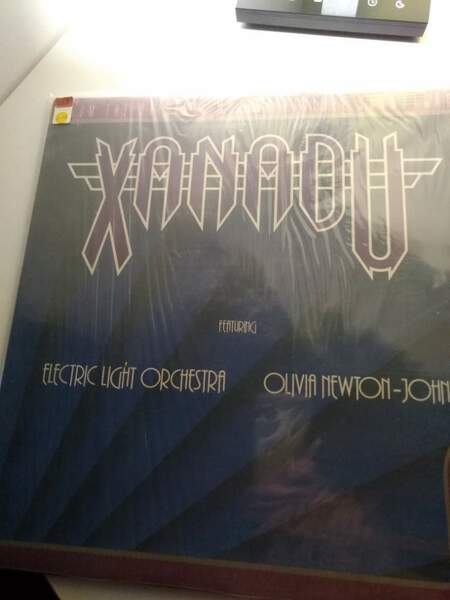 XANADU
FEATURING
ELECTRIC LIGHT ORCHESTRA OLIVIA NEWTON-JOHN